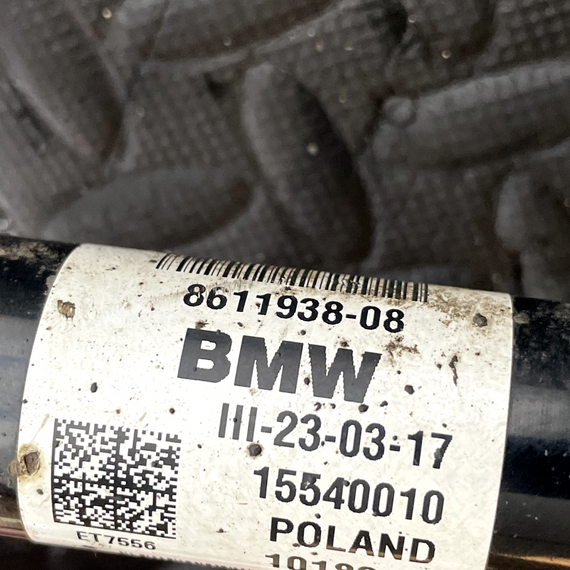 8611938-08
BMW
III-23-03-17
15540010
ET7556
POLAND